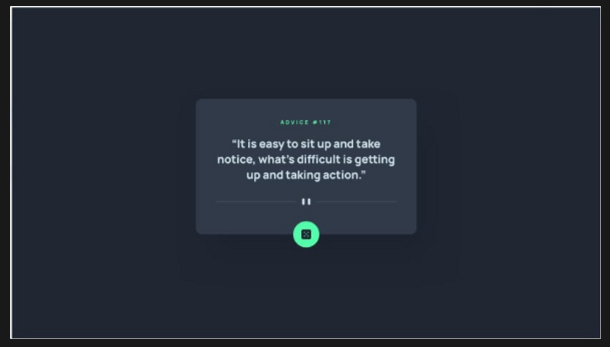 ADVICE #117
“It is easy to sit up and take
notice, what's difficult is getting
up and taking action.”